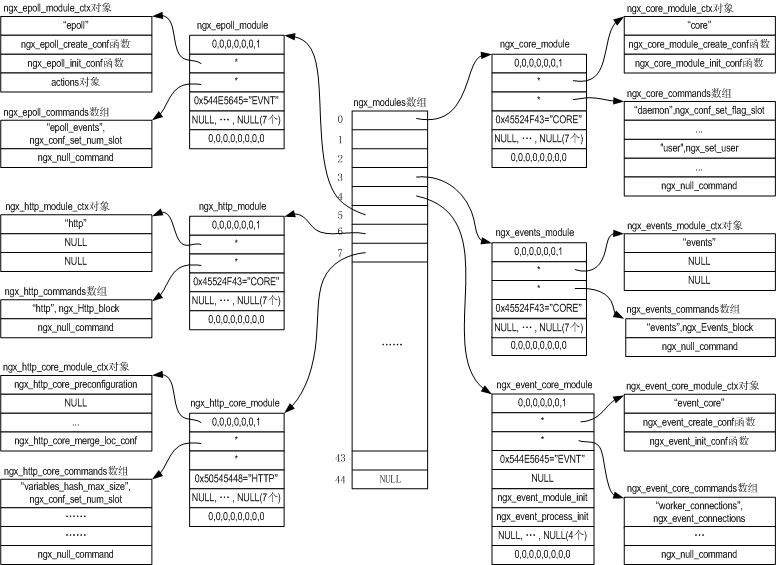 ngx_epoll_module_ctx对象
"epoll"
ngx_epoll_create_conf函数
ngx_epoll_init_conf函数
actions对象
ngx_epoll_commands数组
"epoll_events",
ngx_conf_set_num_slot
ngx_null_command
ngx_epoll_module
0,0,0,0,0,0,1
*
*
0x544E5645="EVNT"
NULL, … , NULL(7个)
0,0,0,0,0,0,0,0
ngx_http_module_ctx对象
"http"
NULL
NULL
ngx_http_commands数组
"http", ngx_Http_block
ngx_null_command
ngx_http_module
0,0,0,0,0,0,1
*
*
0x45524F43="CORE"
NULL, … , NULL(7个)
0,0,0,0,0,0,0,0
ngx_http_core_module_ctx对象
ngx_http_core_preconfiguration
NULL
...
ngx_http_core_merge_loc_conf
ngx_http_core_commands数组
"variables_hash_max_size",
ngx_conf_set_num_slot
……
……
ngx_null_command
ngx_http_core_module
0,0,0,0,0,0,1
*
*
0x50545448="HTTP"
NULL, … , NULL(7个)
0,0,0,0,0,0,0,0
ngx_modules数组
0
1
2
3
4
5
6
7
……
43
44 NULL
ngx_core_module
0,0,0,0,0,0,1
*
*
0x45524F43="CORE"
NULL, … , NULL(7个)
0,0,0,0,0,0,0,0
ngx_core_module_ctx对象
"core"
ngx_core_module_create_conf函数
ngx_core_module_init_conf函数
ngx_core_commands数组
"daemon",ngx_conf_set_flag_slot
...
"user",ngx_set_user
...
ngx_null_command
ngx_events_module
0,0,0,0,0,0,1
*
*
0x45524F43="CORE"
NULL, … , NULL(7个)
0,0,0,0,0,0,0,0
ngx_events_module_ctx对象
"events"
NULL
NULL
ngx_events_commands数组
"events",ngx_Events_block
ngx_null_command
ngx_event_core_module
0,0,0,0,0,0,1
*
*
0x544E5645="EVNT"
NULL
ngx_event_module_init
ngx_event_process_init
NULL, … , NULL(4个)
0,0,0,0,0,0,0,0
ngx_event_core_module_ctx对象
"event_core"
ngx_event_create_conf函数
ngx_event_init_conf函数
ngx_event_core_commands数组
"worker_connections",
ngx_event_connections
…
ngx_null_command